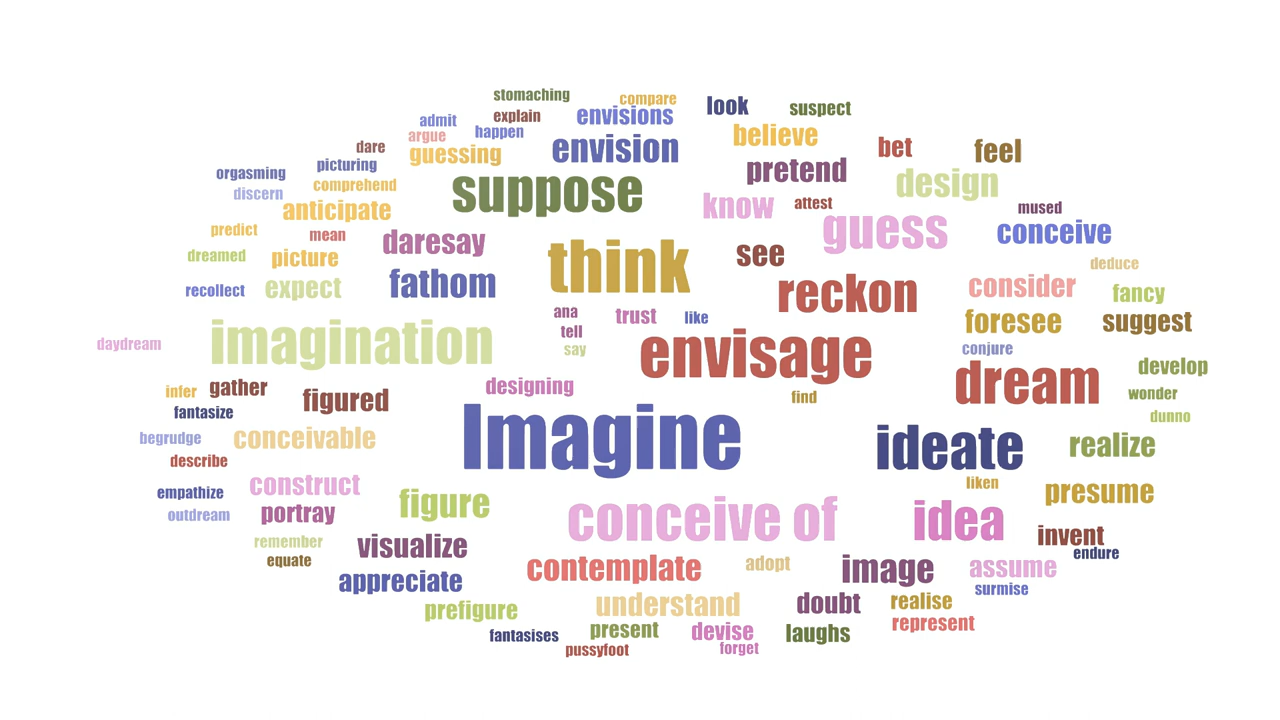 stomaching
compare
look
suspect
admit
explain
envisions
argue
happen
believe
dare
guessing
envision
bet
feel
orgasming
picturing
pretend
discern
comprehend
suppose
design
anticipate
know
attest
mused
predict
mean
daresay
guess
conceive
dreamed
picture
think
see
deduce
recollect
expect
fathom
reckon
consider
fancy
ana
trust
like
foresee
suggest
tell
daydream
imagination
say
envisage
conjure
infer
gather
designing
dream
develop
fantasize
figured
find
wonder
begrudge
conceivable
Imagine
ideate
dunno
describe
realize
empathize
construct
liken
presume
outdream
portray
figure
conceive of
idea
remember
visualize
invent
equate
contemplate
adopt
image
assume
endure
appreciate
surmise
prefigure
understand
doubt
realise
fantasises
present
devise
laughs
represent
pussyfoot
forget